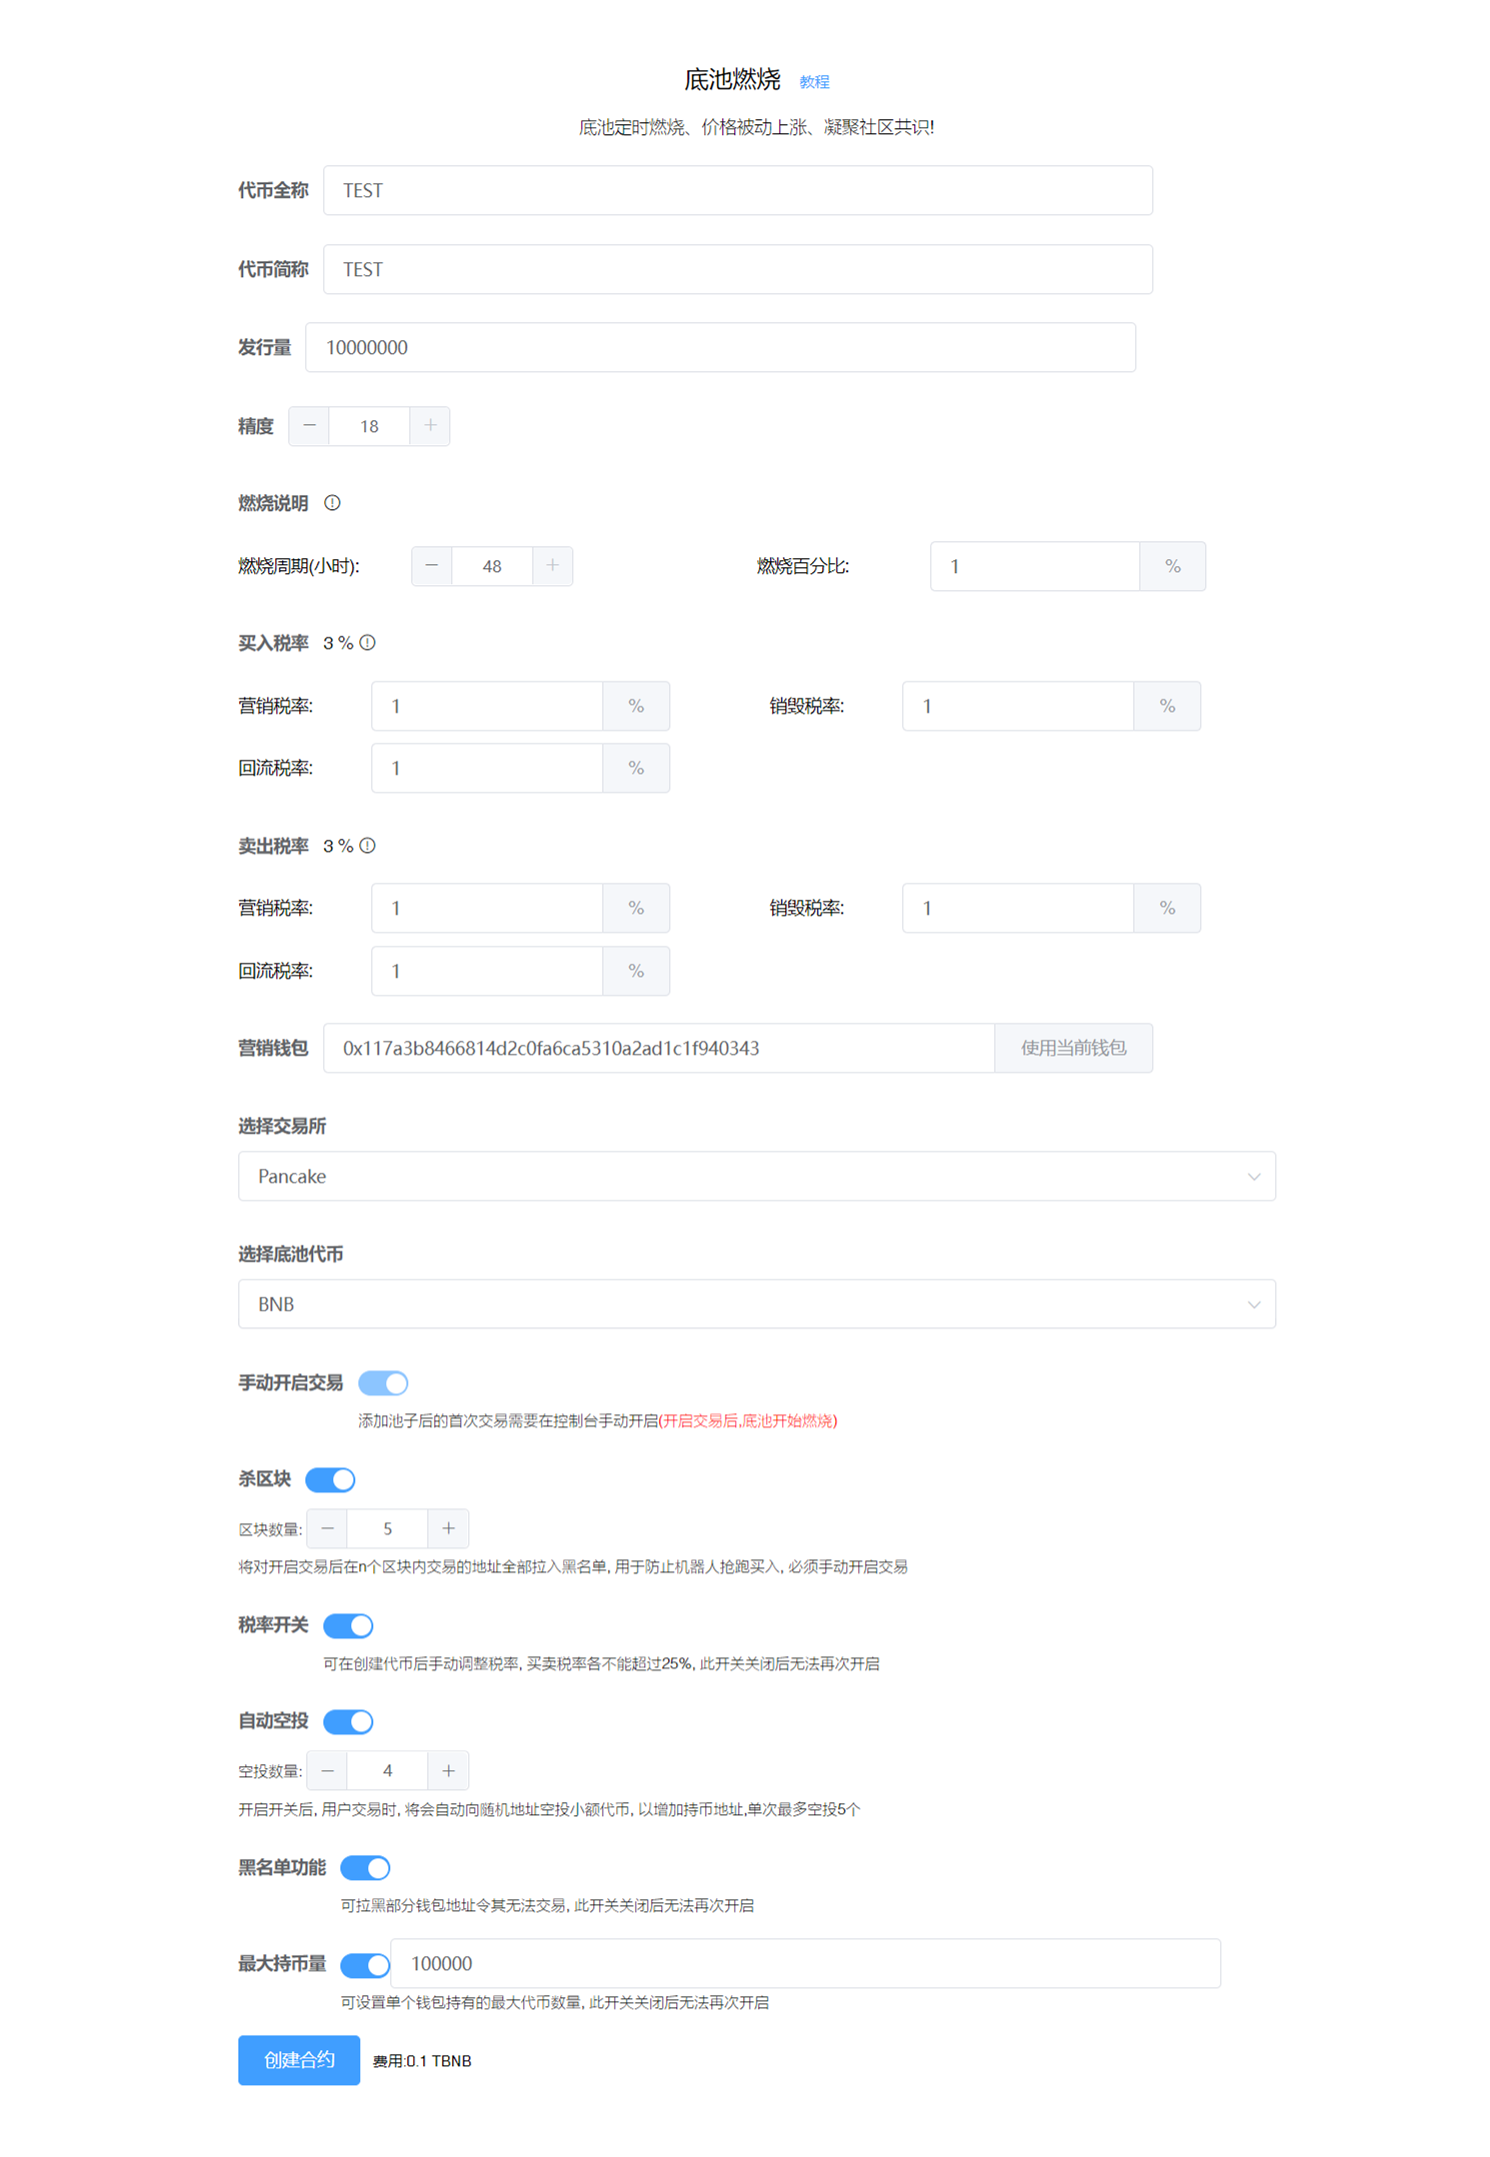 底池燃烧 教程
底池定时燃烧、价格被动上涨、凝聚社区共识!
代币全称 TEST
代币简称 TEST
发行量 10000000
精度 — 18 +
燃烧说明
燃烧周期(小时): — 48 + 燃烧百分比: 1 %
买入税率 3 %
营销税率: 1 % 销毁税率: 1 %
回流税率: 1 %
卖出税率 3 %
营销税率: 1 % 销毁税率: 1 %
回流税率: 1 %
营销钱包 0x117a3b8466814d2c0fa6ca5310a2ad1c1f940343 使用当前钱包
选择交易所
Pancake
选择底池代币
BNB
手动开启交易
添加池子后的首次交易需要在控制台手动开启(开启交易后,底池开始燃烧)
杀区块
区块数量: — 5 +
将对开启交易后在n个区块内交易的地址全部拉入黑名单, 用于防止机器人抢跑买入, 必须手动开启交易
税率开关
可在创建代币后手动调整税率, 买卖税率各不能超过25%, 此开关关闭后无法再次开启
自动空投
空投数量: — 4 +
开启开关后, 用户交易时, 将会自动向随机地址空投小额代币, 以增加持币地址,单次最多空投5个
黑名单功能
可拉黑部分钱包地址令其无法交易, 此开关关闭后无法再次开启
最大持币量 100000
可设置单个钱包持有的最大代币数量, 此开关关闭后无法再次开启
创建合约 费用:0.1 TBNB